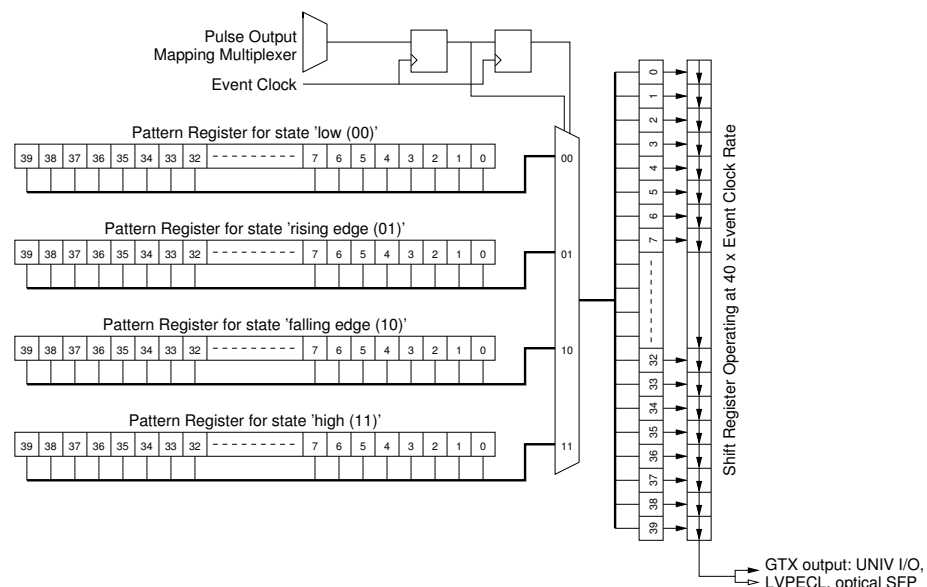 Pulse Output
Mapping Multiplexer
Event Clock
Pattern Register for state 'low (00)'
39 38 37 36 35 34 33 32 7 6 5 4 3 2 1 0
00
Pattern Register for state 'rising edge (01)'
39 38 37 36 35 34 33 32 7 6 5 4 3 2 1 0
01
Pattern Register for state 'falling edge (10)'
39 38 37 36 35 34 33 32 7 6 5 4 3 2 1 0
10
Pattern Register for state 'high (11)'
39 38 37 36 35 34 33 32 7 6 5 4 3 2 1 0
11
0
1
2
3
4
5
6
7
32
33
34
35
36
37
38
39
Shift Register Operating at 40 x Event Clock Rate
GTX output: UNIV I/O,
LVPECL, optical SFP